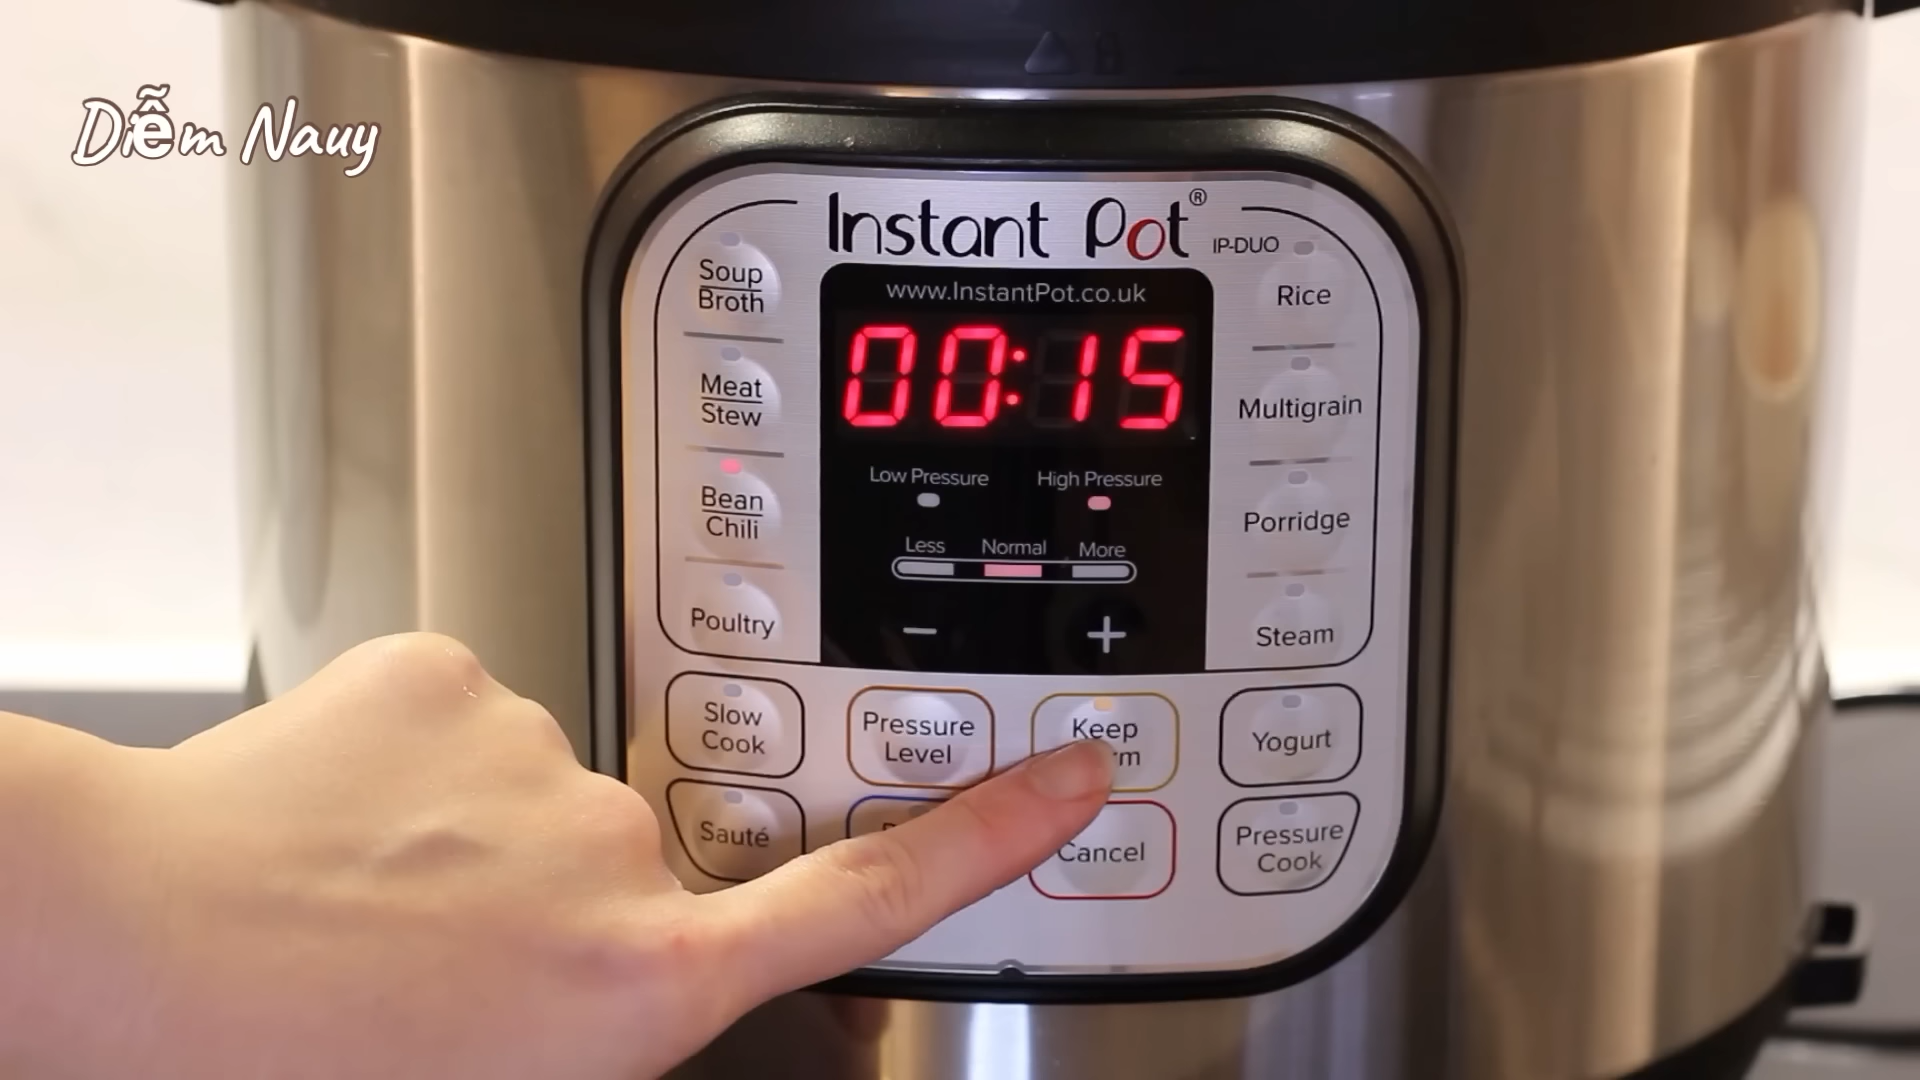 Diễm Nauy
Instant Pot®
IP-DUO
www.InstantPot.co.uk
00:15
Low Pressure
High Pressure
Less
Normal
More
−
+
Soup
Broth
Meat
Stew
Bean
Chili
Poultry
Rice
Multigrain
Porridge
Steam
Slow
Cook
Pressure
Level
Keep
Yogurt
Sauté
Cancel
Pressure
Cook